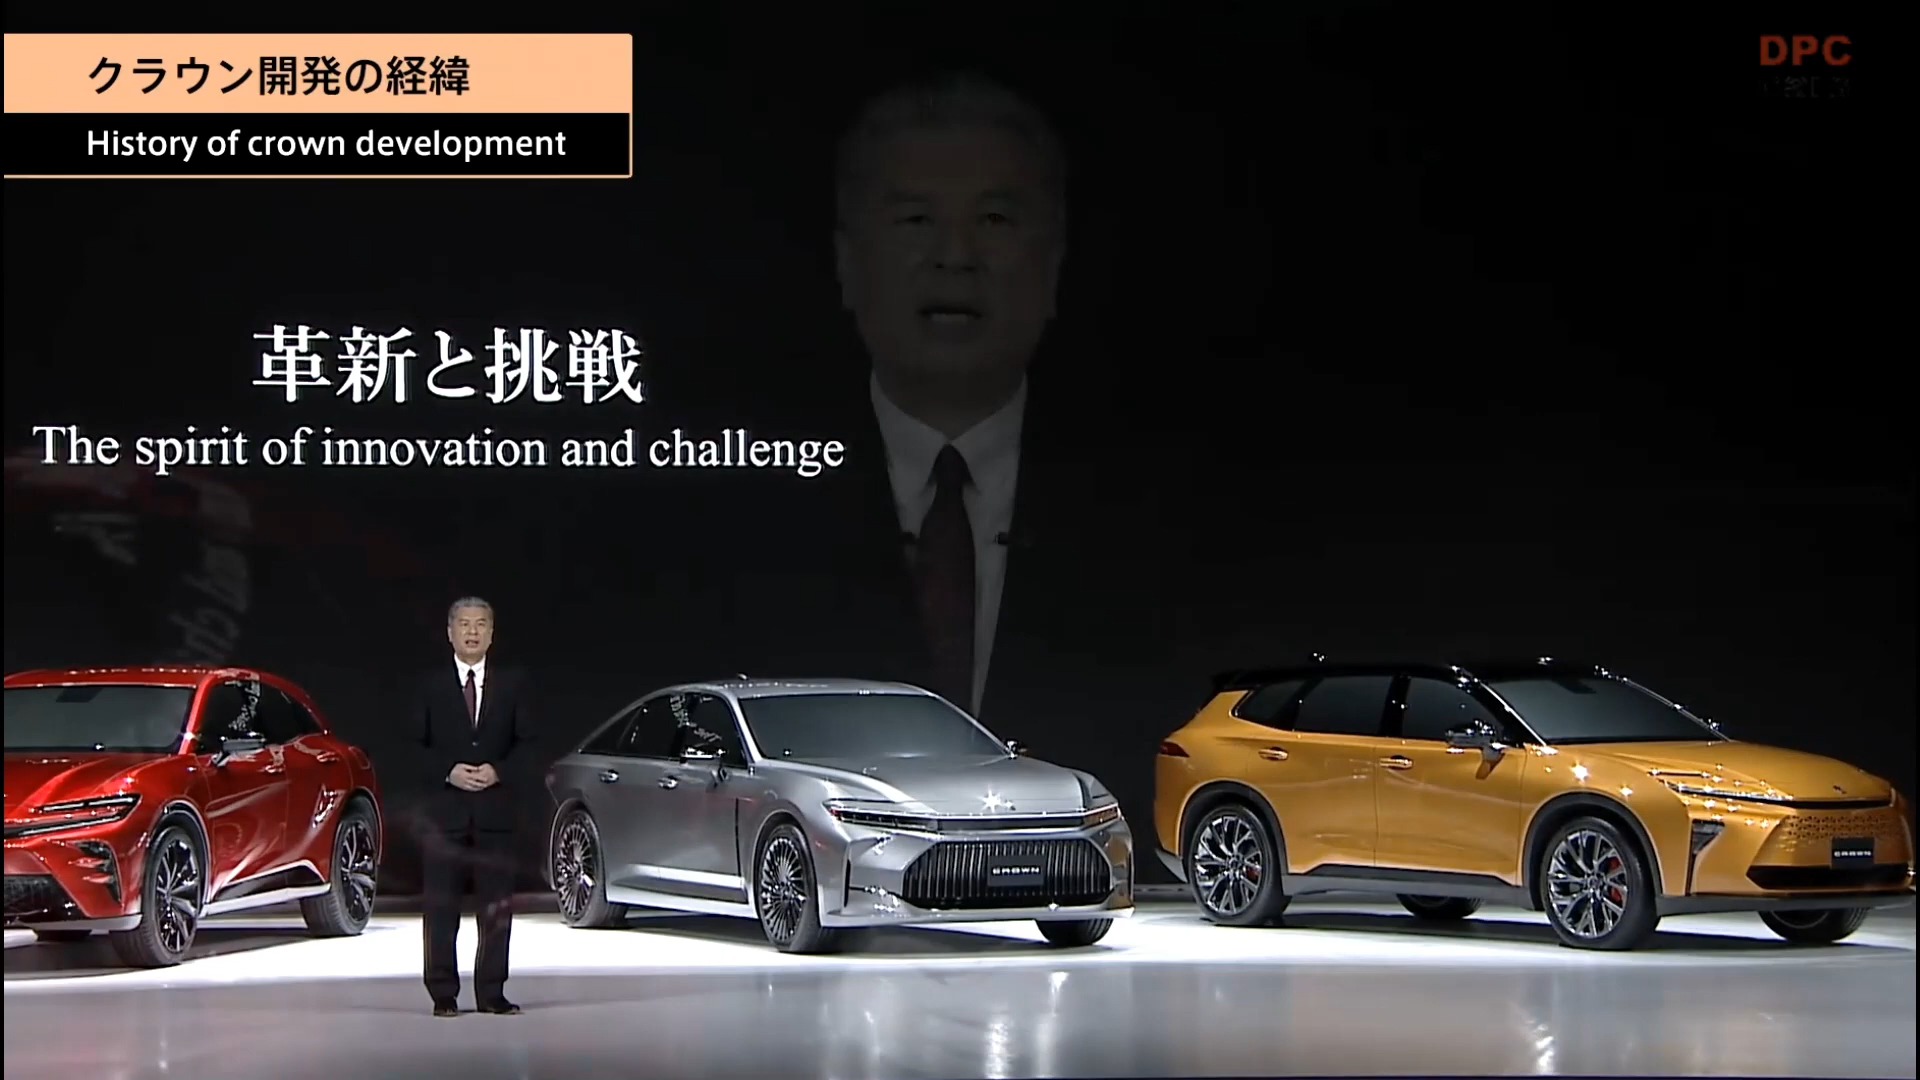 クラウン開発の経緯
History of crown development
DPC
革新と挑戦
The spirit of innovation and challenge
CROWN
CROWN